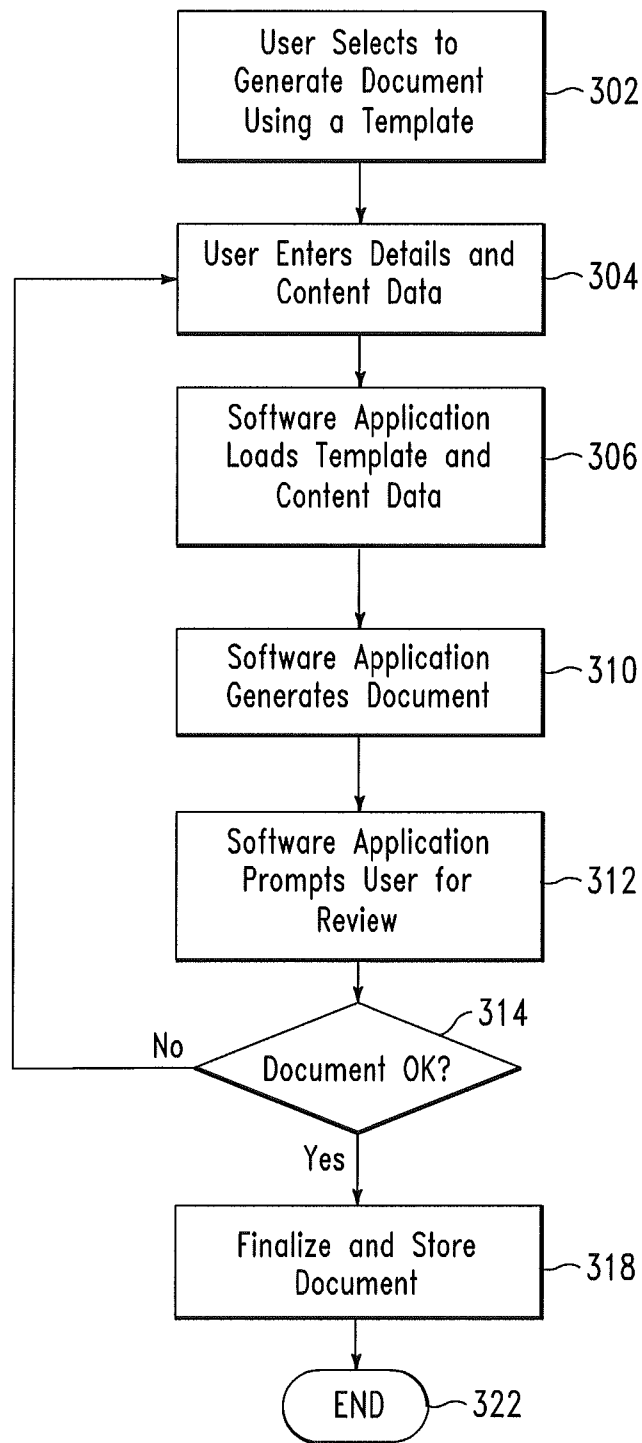 User Selects to
Generate Document
Using a Template
302
User Enters Details and
Content Data
304
Software Application
Loads Template and
Content Data
306
Software Application
Generates Document
310
Software Application
Prompts User for
Review
312
314
No
Document OK?
Yes
Finalize and Store
Document
318
END
322